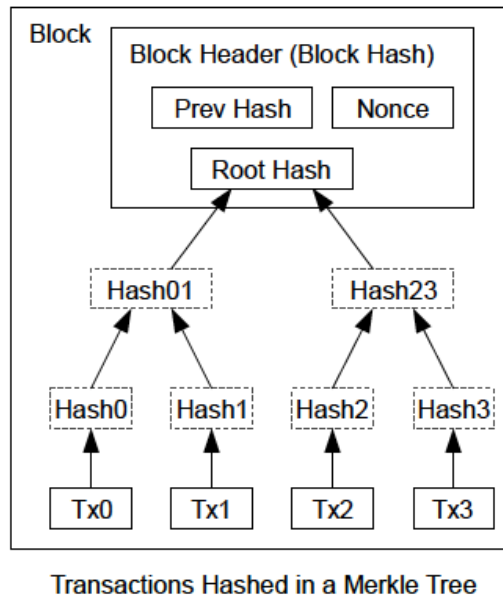 Block
Block Header (Block Hash)
Prev Hash
Nonce
Root Hash
Hash01
Hash23
Hash0
Hash1
Hash2
Hash3
Tx0
Tx1
Tx2
Tx3
Transactions Hashed in a Merkle Tree